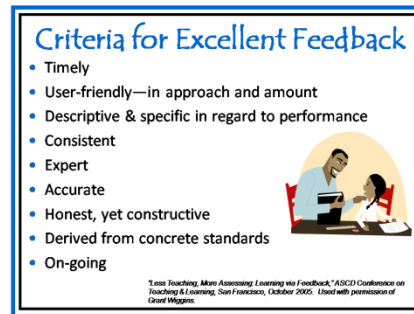 Criteria for Excellent Feedback
• Timely
• User-friendly—in approach and amount
• Descriptive & specific in regard to performance
• Consistent
• Expert
• Accurate
• Honest, yet constructive
• Derived from concrete standards
• On-going
"Less Teaching, More Assessing: Learning via Feedback," ASCD Conference on
Teaching & Learning, San Francisco, October 2005. Used with permission of
Grant Wiggins.